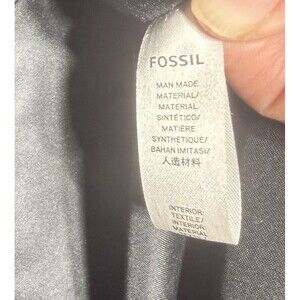 FOSSIL
MAN MADE
MATERIAL/
MATERIAL
SINTÉTICO/
MATIÈRE
SYNTHÉTIQUE/
BAHAN IMITASI/
人造材料
INTERIOR:
TEXTILE/
INTERIOR:
MATERIAL